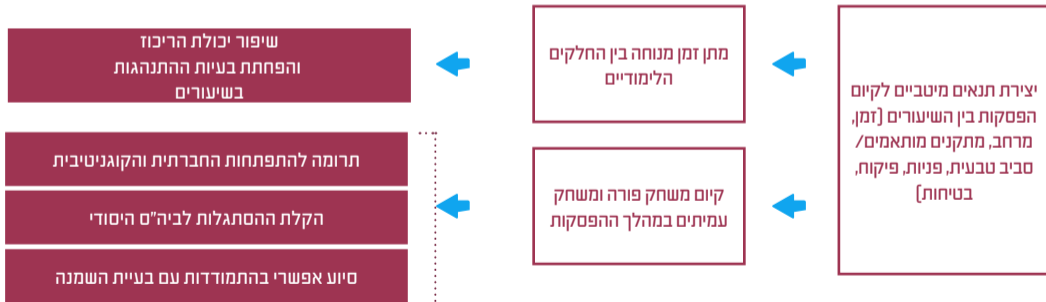 יצירת תנאים מיטביים לקיום
הפסקות בין השיעורים (זמן,
מרחב, מתקנים מותאמים/
סביב טבעית, פניות, פיקוח,
בטיחות)
מתן זמן מנוחה בין החלקים
הלימודיים
שיפור יכולת הריכוז
והפחתת בעיות ההתנהגות
בשיעורים
קיום משחק פורה ומשחק
עמיתים במהלך ההפסקות
תרומה להתפתחות החברתית והקוגניטיבית
הקלת ההסתגלות לביה"ס היסודי
סיוע אפשרי בהתמודדות עם בעיית השמנה